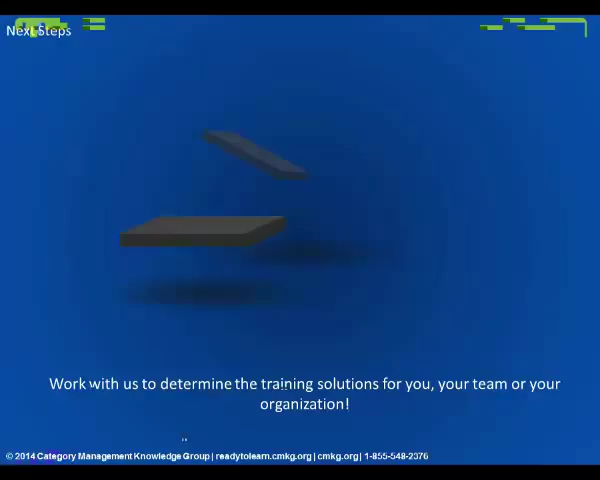 Next Steps
Work with us to determine the training solutions for you, your team or your
organization!
© 2014 Category Management Knowledge Group | readytolearn.cmkg.org | cmkg.org | 1-855-548-2376